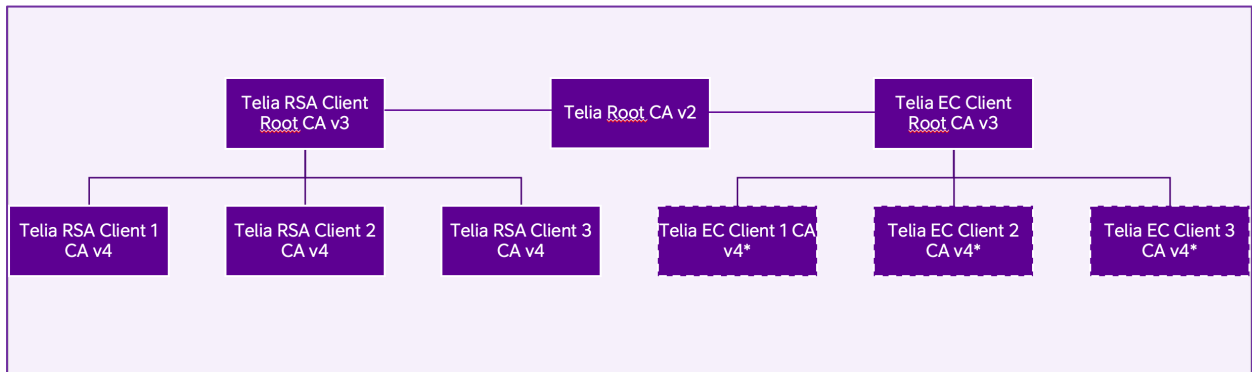 Telia RSA Client
Root CA v3
Telia Root CA v2
Telia EC Client
Root CA v3
Telia RSA Client 1
CA v4
Telia RSA Client 2
CA v4
Telia RSA Client 3
CA v4
Telia EC Client 1 CA
v4*
Telia EC Client 2
CA v4*
Telia EC Client 3
CA v4*